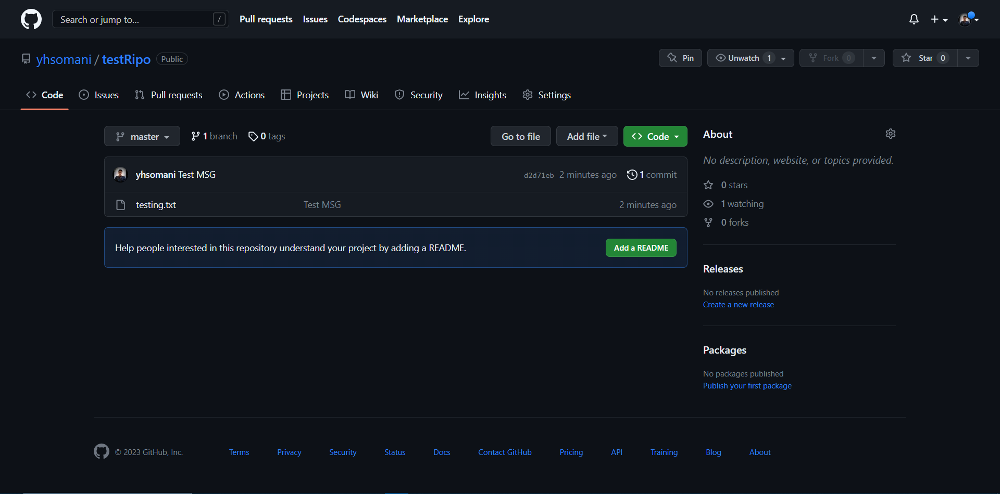 Search or jump to... / Pull requests Issues Codespaces Marketplace Explore
yhsomani / testRipo Public Pin Unwatch 1 Fork 0 Star 0
Code Issues Pull requests Actions Projects Wiki Security Insights Settings
master 1 branch 0 tags Go to file Add file Code
yhsomani Test MSG d2d71eb 2 minutes ago 1 commit
testing.txt Test MSG 2 minutes ago
Help people interested in this repository understand your project by adding a README. Add a README
About
No description, website, or topics provided.
0 stars
1 watching
0 forks
Releases
No releases published
Create a new release
Packages
No packages published
Publish your first package
© 2023 GitHub, Inc. Terms Privacy Security Status Docs Contact GitHub Pricing API Training Blog About